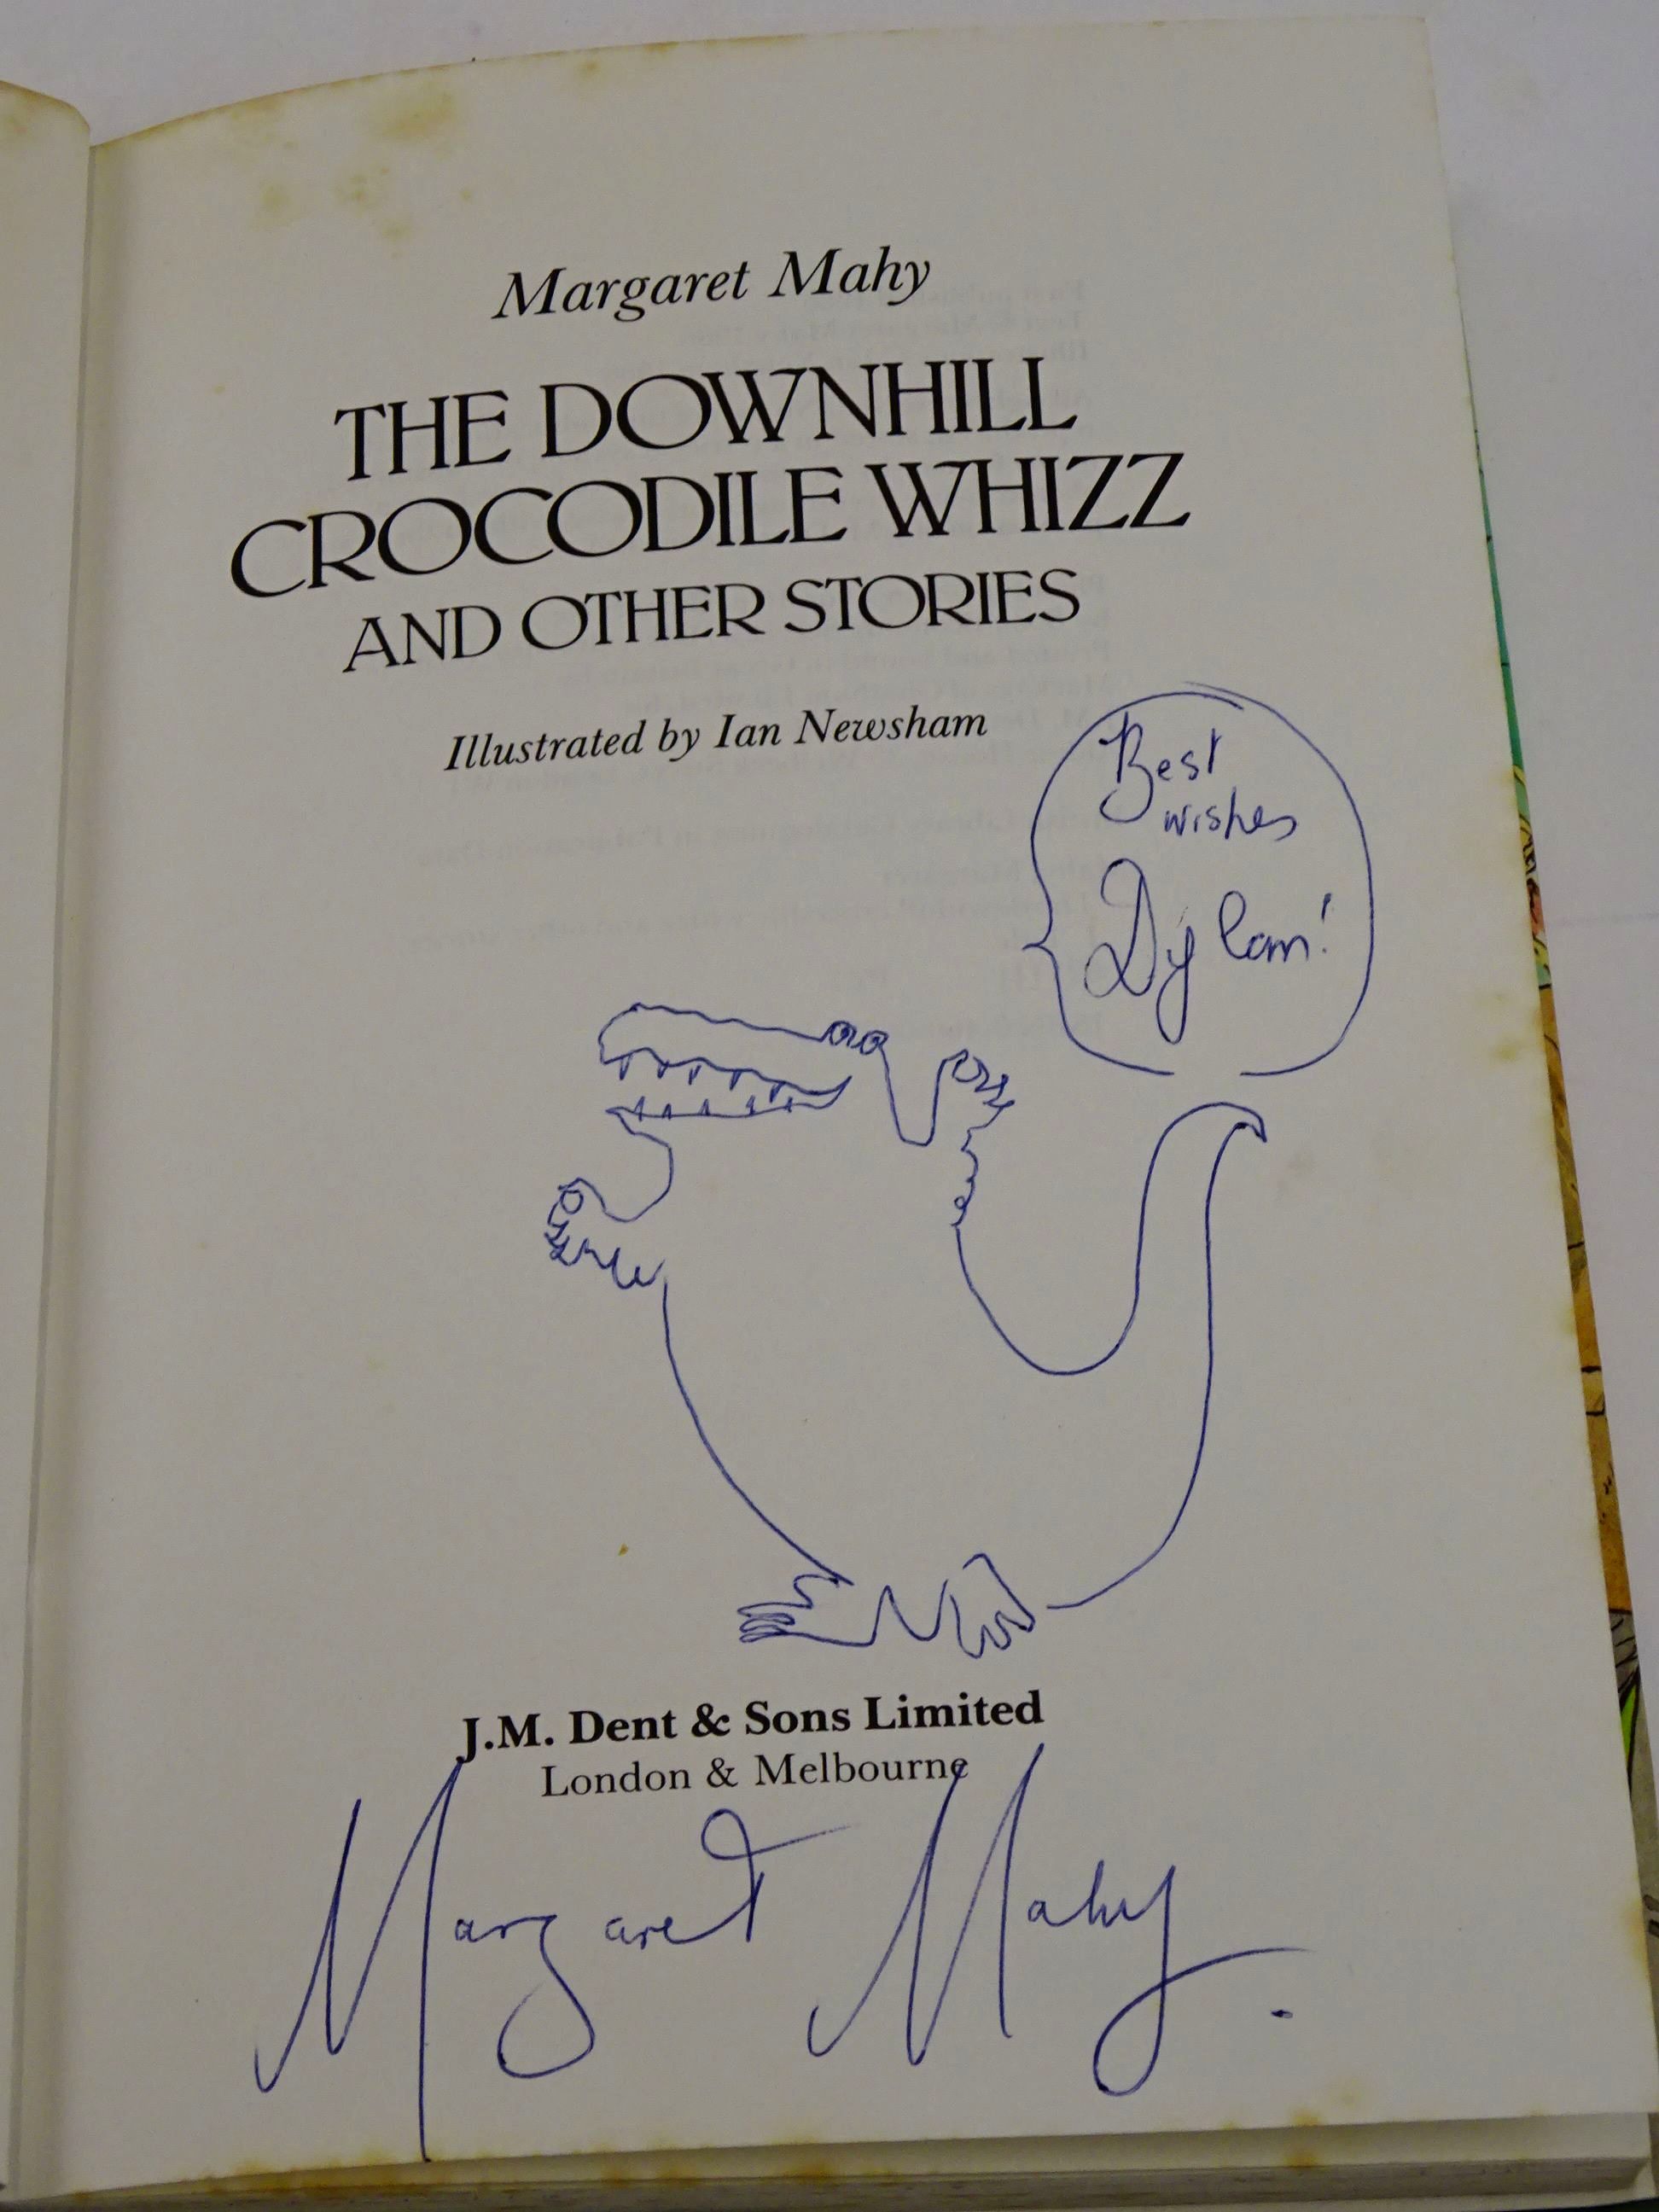 Margaret Mahy
THE DOWNHILL
CROCODILE WHIZZ
AND OTHER STORIES
Illustrated by Ian Newsham
Best
wishes
Dylan!
J.M. Dent & Sons Limited
London & Melbourne
Margaret Mahy.